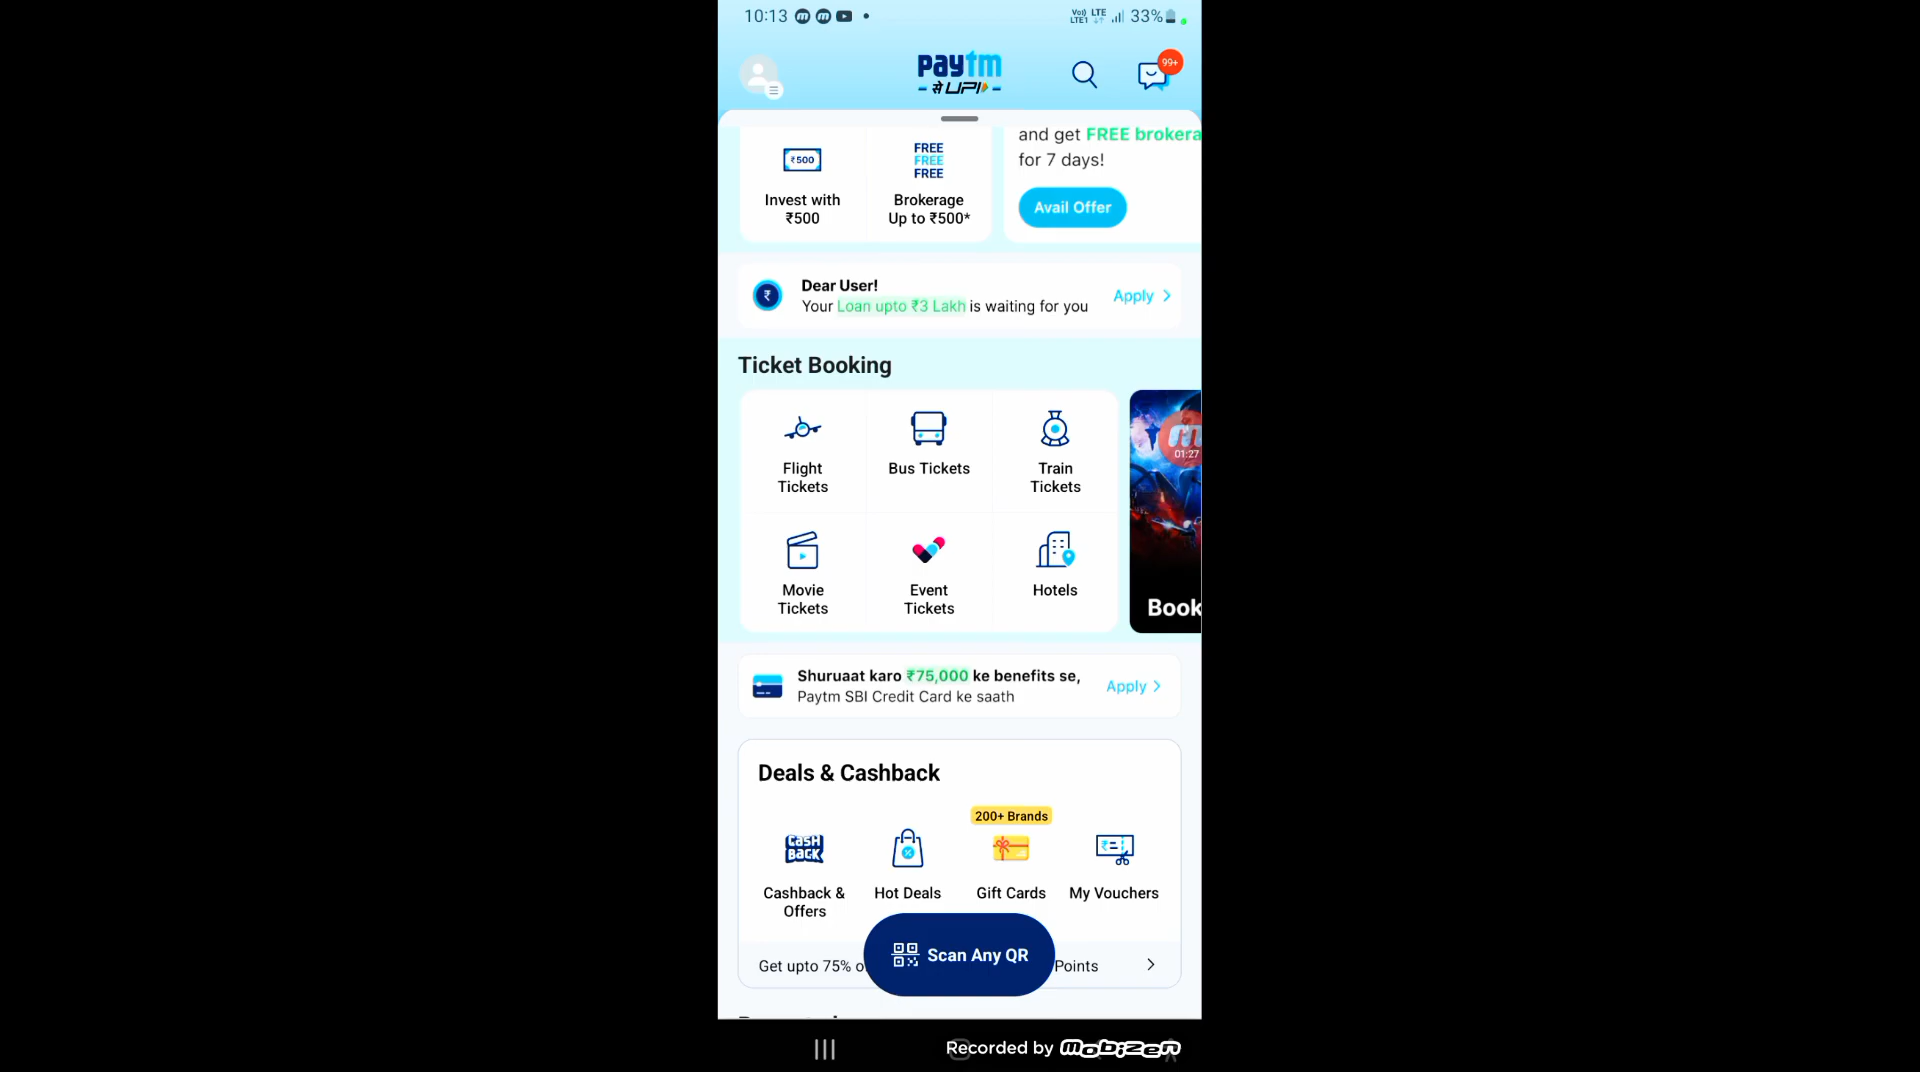 10:13
Vo) LTE
LTE1
33%
paytm
से UPI
99+
₹500
Invest with
₹500
FREE
FREE
FREE
Brokerage
Up to ₹500*
and get FREE brokera
for 7 days!
Avail Offer
Dear User!
Your Loan upto ₹3 Lakh is waiting for you
Apply
Ticket Booking
Flight
Tickets
Bus Tickets
Train
Tickets
01:27
Movie
Tickets
Event
Tickets
Hotels
Book
Shuruaat karo ₹75,000 ke benefits se,
Paytm SBI Credit Card ke saath
Apply
Deals & Cashback
200+ Brands
CASH
BACK
Cashback &
Offers
Hot Deals
Gift Cards
My Vouchers
Get upto 75% o
Points
Scan Any QR
Recorded by mobizen